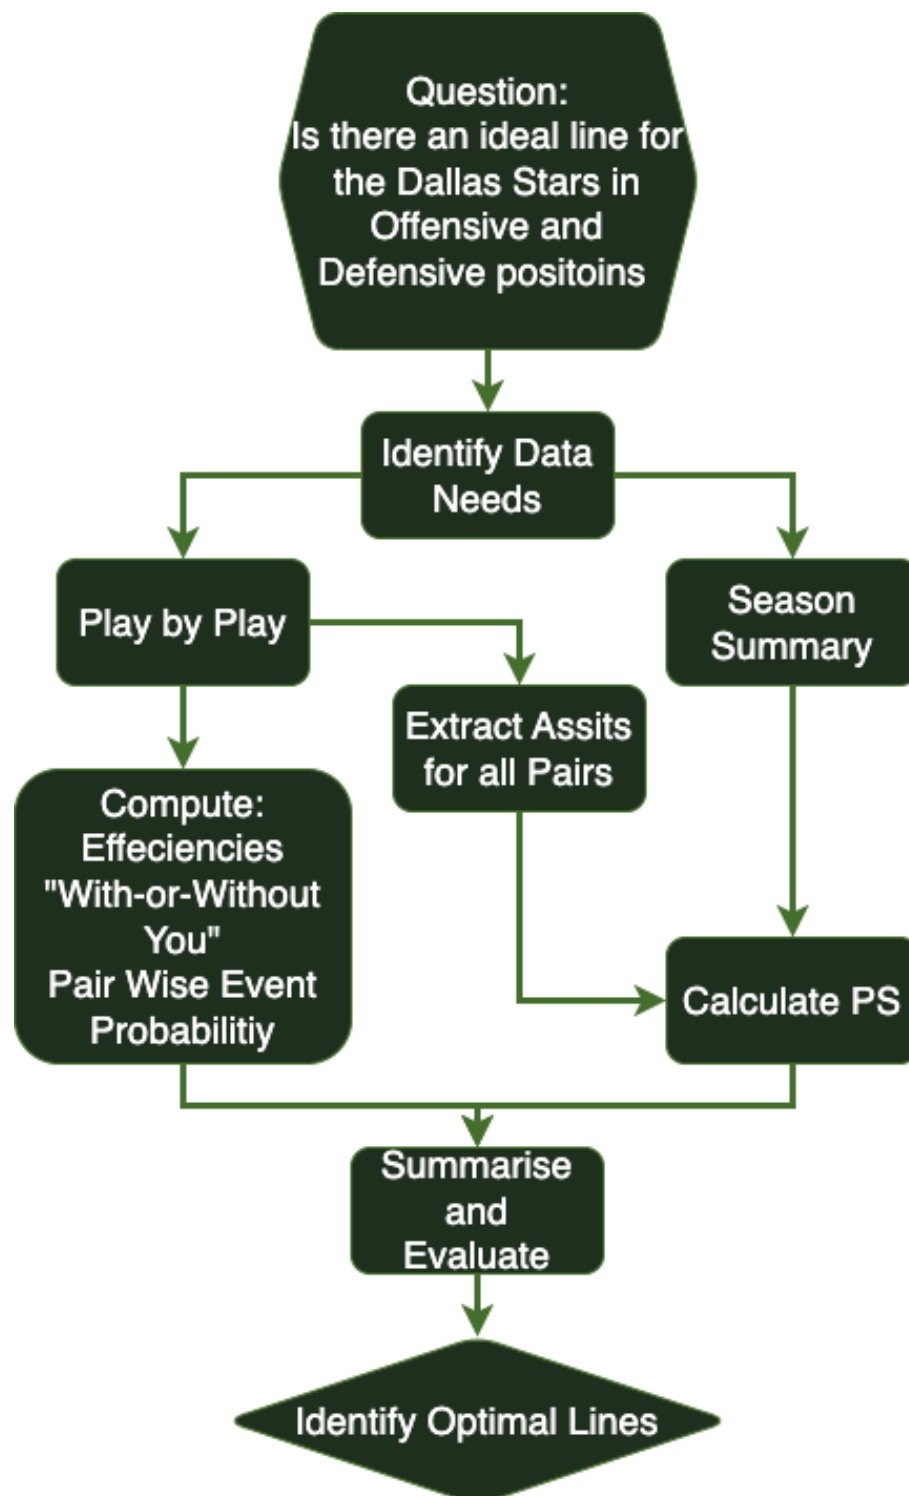 Question:
Is there an ideal line for
the Dallas Stars in
Offensive and
Defensive positoins
Identify Data
Needs
Play by Play
Season
Summary
Extract Assits
for all Pairs
Compute:
Effeciencies
"With-or-Without
You"
Pair Wise Event
Probabilitiy
Calculate PS
Summarise
and
Evaluate
Identify Optimal Lines